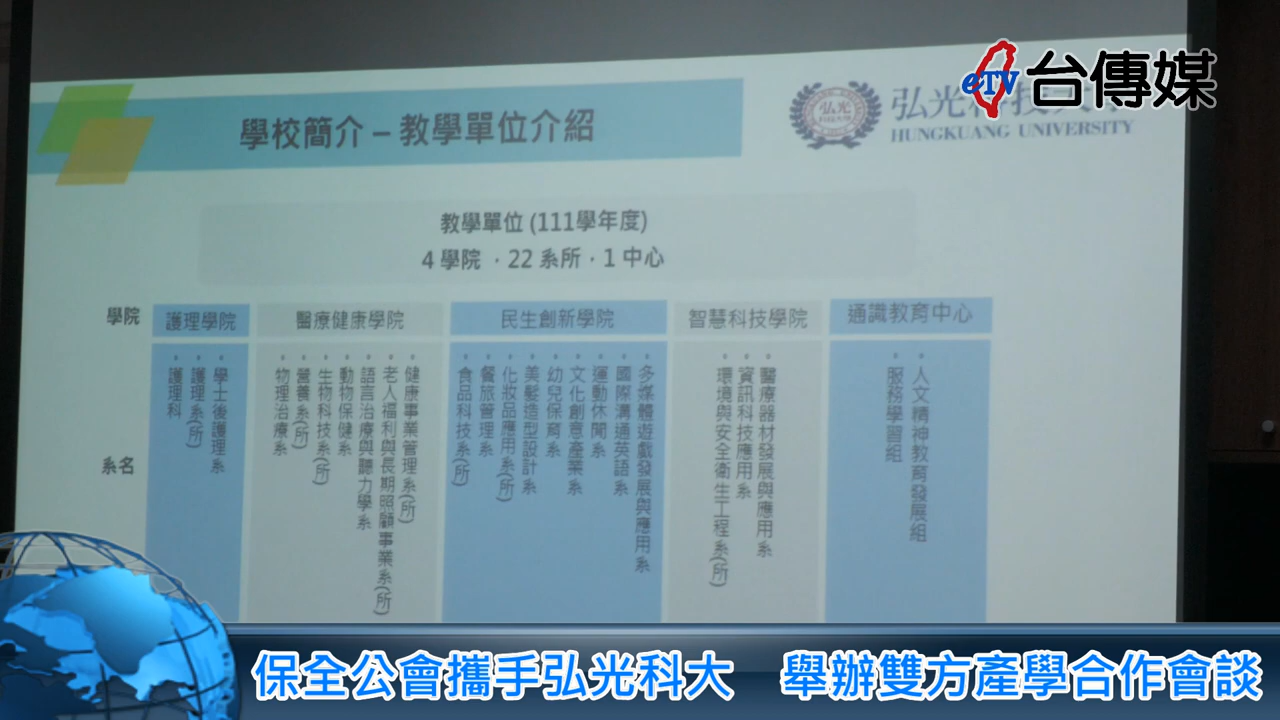 eTV 台傳媒
學校簡介 – 教學單位介紹
弘光科技大
弘光
HUNGKUANG UNIVERSITY
教學單位 (111學年度)
4 學院 · 22 系所 · 1 中心
學院
護理學院
醫療健康學院
民生創新學院
智慧科技學院
通識教育中心
系名
• 學士後護理系
• 護理系(所)
• 護理科
• 健康事業管理系(所)
• 老人福利與長期照顧事業系(所)
• 語言治療與聽力學系
• 動物保健系
• 生物科技系(所)
• 營養系(所)
• 物理治療系
• 多媒體遊戲發展與應用系
• 國際溝通英語系
• 運動休閒系
• 文化創意產業系
• 幼兒保育系
• 美髮造型設計系
• 化妝品應用系(所)
• 餐旅管理系
• 食品科技系(所)
• 醫療器材發展與應用系
• 資訊科技應用系
• 環境與安全衛生工程系(所)
• 人文精神教育發展組
• 服務學習組
保全公會攜手弘光科大 舉辦雙方產學合作會談